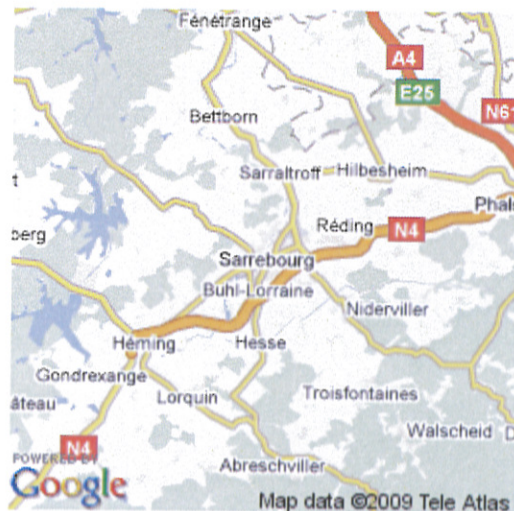 Fénétrange
A4
E25
N61
Bettborn
Sarraltroff
Hilbesheim
Phals
berg
Réding
N4
Sarrebourg
Buhl-Lorraine
Niderviller
Héming
Hesse
Gondrexange
Lorquin
Troisfontaines
âteau
Walscheid
D
N4
Abreschviller
POWERED BY
Google
Map data ©2009 Tele Atlas